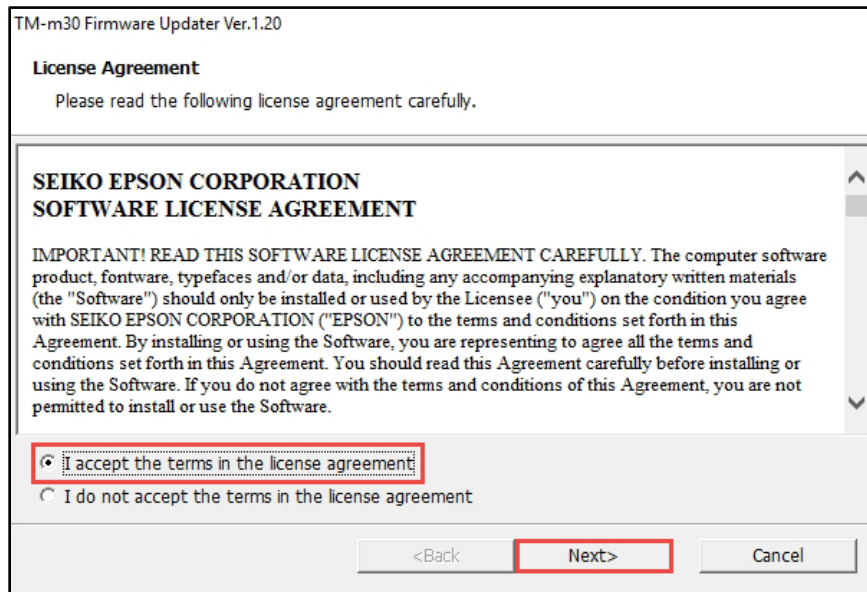 TM-m30 Firmware Updater Ver.1.20
License Agreement
Please read the following license agreement carefully.
SEIKO EPSON CORPORATION
SOFTWARE LICENSE AGREEMENT
IMPORTANT! READ THIS SOFTWARE LICENSE AGREEMENT CAREFULLY. The computer software
product, fontware, typefaces and/or data, including any accompanying explanatory written materials
(the "Software") should only be installed or used by the Licensee ("you") on the condition you agree
with SEIKO EPSON CORPORATION ("EPSON") to the terms and conditions set forth in this
Agreement. By installing or using the Software, you are representing to agree all the terms and
conditions set forth in this Agreement. You should read this Agreement carefully before installing or
using the Software. If you do not agree with the terms and conditions of this Agreement, you are not
permitted to install or use the Software.
I accept the terms in the license agreement
I do not accept the terms in the license agreement
<Back Next> Cancel